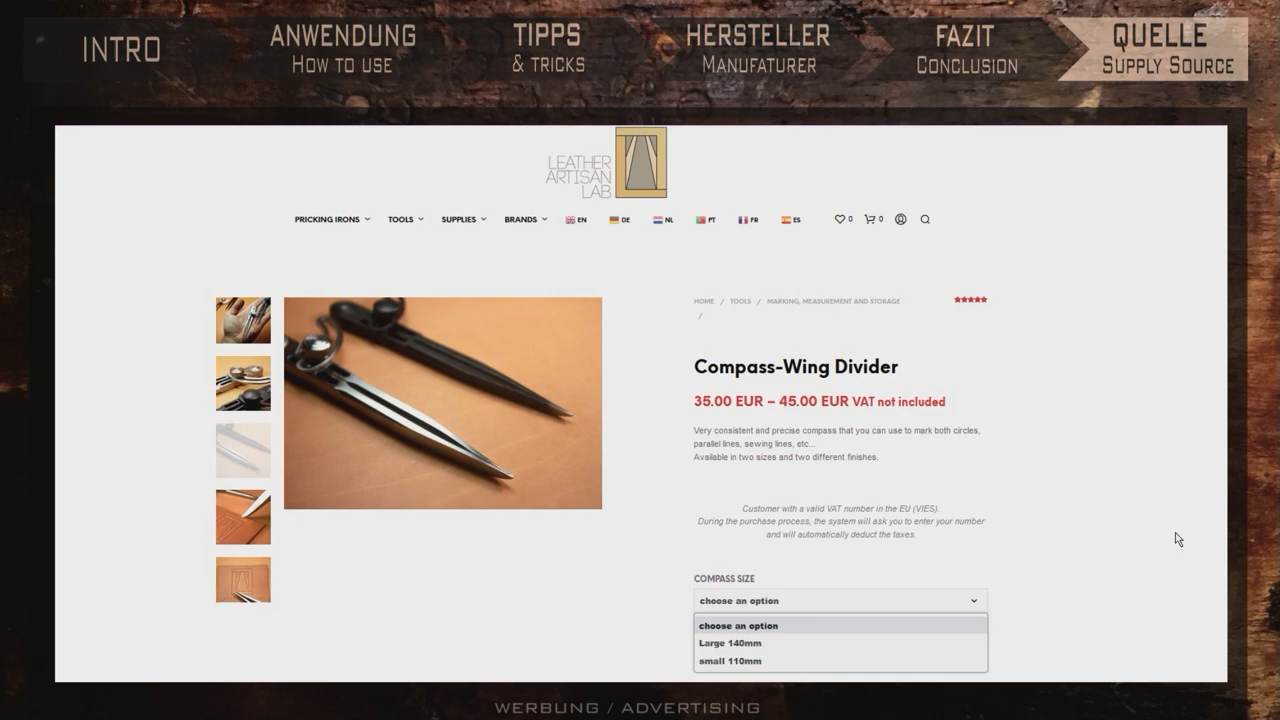 INTRO
ANWENDUNG
HOW TO USE
TIPPS
& TRICKS
HERSTELLER
MANUFATURER
FAZIT
CONCLUSION
QUELLE
SUPPLY SOURCE
LEATHER
ARTISAN
LAB
PRICKING IRONS TOOLS SUPPLIES BRANDS EN DE NL PT FR ES 0 0
HOME / TOOLS / MARKING, MEASUREMENT AND STORAGE
/
Compass-Wing Divider
35.00 EUR – 45.00 EUR VAT not included
Very consistent and precise compass that you can use to mark both circles,
parallel lines, sewing lines, etc...
Available in two sizes and two different finishes.
Customer with a valid VAT number in the EU (VIES).
During the purchase process, the system will ask you to enter your number
and will automatically deduct the taxes.
COMPASS SIZE
choose an option
choose an option
Large 140mm
small 110mm
WERBUNG / ADVERTISING